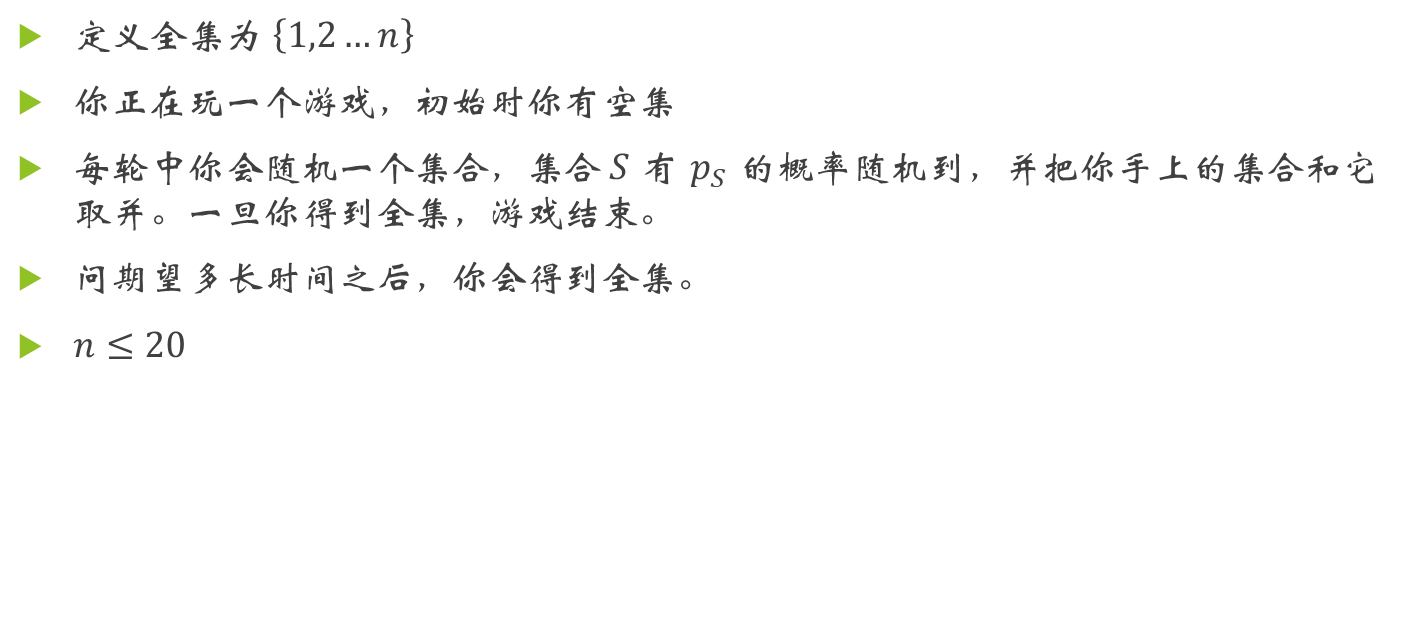 定义全集为 {1,2 … n}
你正在玩一个游戏，初始时你有空集
每轮中你会随机一个集合，集合 S 有 p_S 的概率随机到，并把你手上的集合和它
取并。一旦你得到全集，游戏结束。
问期望多长时间之后，你会得到全集。
n ≤ 20